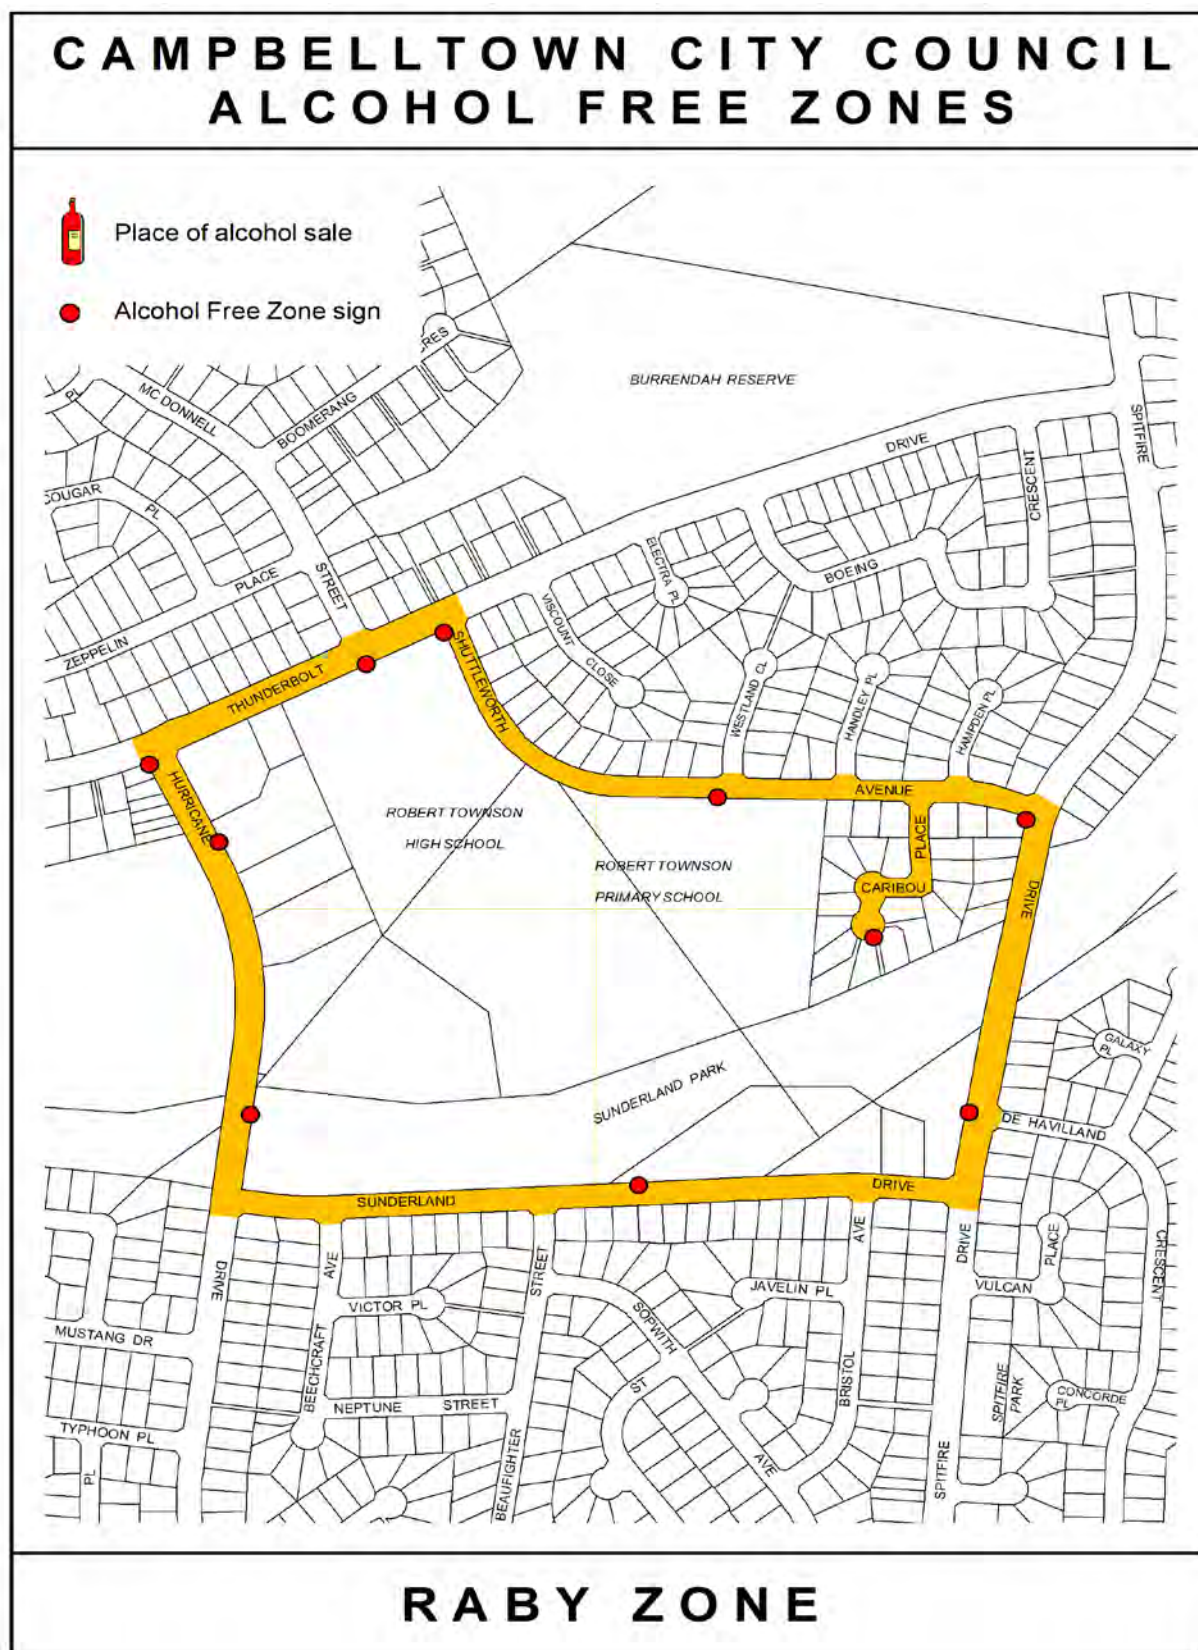 CAMPBELLTOWN CITY COUNCIL
ALCOHOL FREE ZONES
Place of alcohol sale
Alcohol Free Zone sign
CRES
BURRENDAH RESERVE
PL
MC DONNELL
BOOMERANG
DRIVE
SPITFIRE
CRESCENT
COUGAR
PL
ELECTRA PL
BOEING
STREET
PLACE
VISCOUNT
CLOSE
ZEPPELIN
SHUTTLEWORTH
THUNDERBOLT
WESTLAND CL
HANDLEY PL
HAMPDEN PL
HURRICANE
AVENUE
ROBERT TOWNSON
HIGH SCHOOL
PLACE
ROBERT TOWNSON
PRIMARY SCHOOL
CARIBOU
DRIVE
GALAXY
PL
SUNDERLAND PARK
DE HAVILLAND
SUNDERLAND
DRIVE
DRIVE
AVE
STREET
AVE
DRIVE
PLACE
CRESCENT
VICTOR PL
JAVELIN PL
VULCAN
MUSTANG DR
SOPWITH
BEECHCRAFT
ST
BRISTOL
SPITFIRE
PARK
CONCORDE
PL
NEPTUNE STREET
TYPHOON PL
PL
BEAUFIGHTER
AVE
SPITFIRE
RABY ZONE